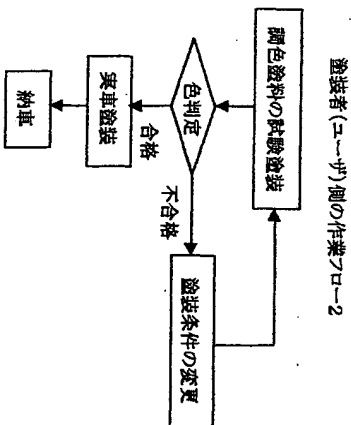 塗装者(ユーザ)側の作業フロー2
調色塗料の試験塗装
色判定
合格
不合格
実車塗装
納車
塗装条件の変更